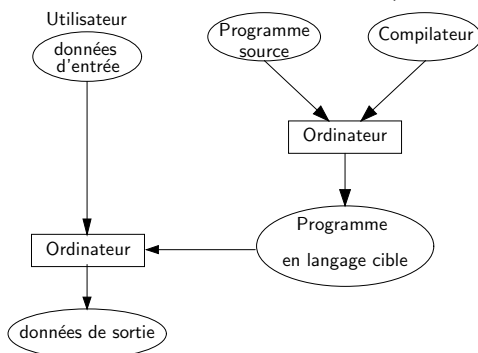 Utilisateur
données
d'entrée
Programme
source
Compilateur
Ordinateur
Programme
en langage cible
Ordinateur
données de sortie